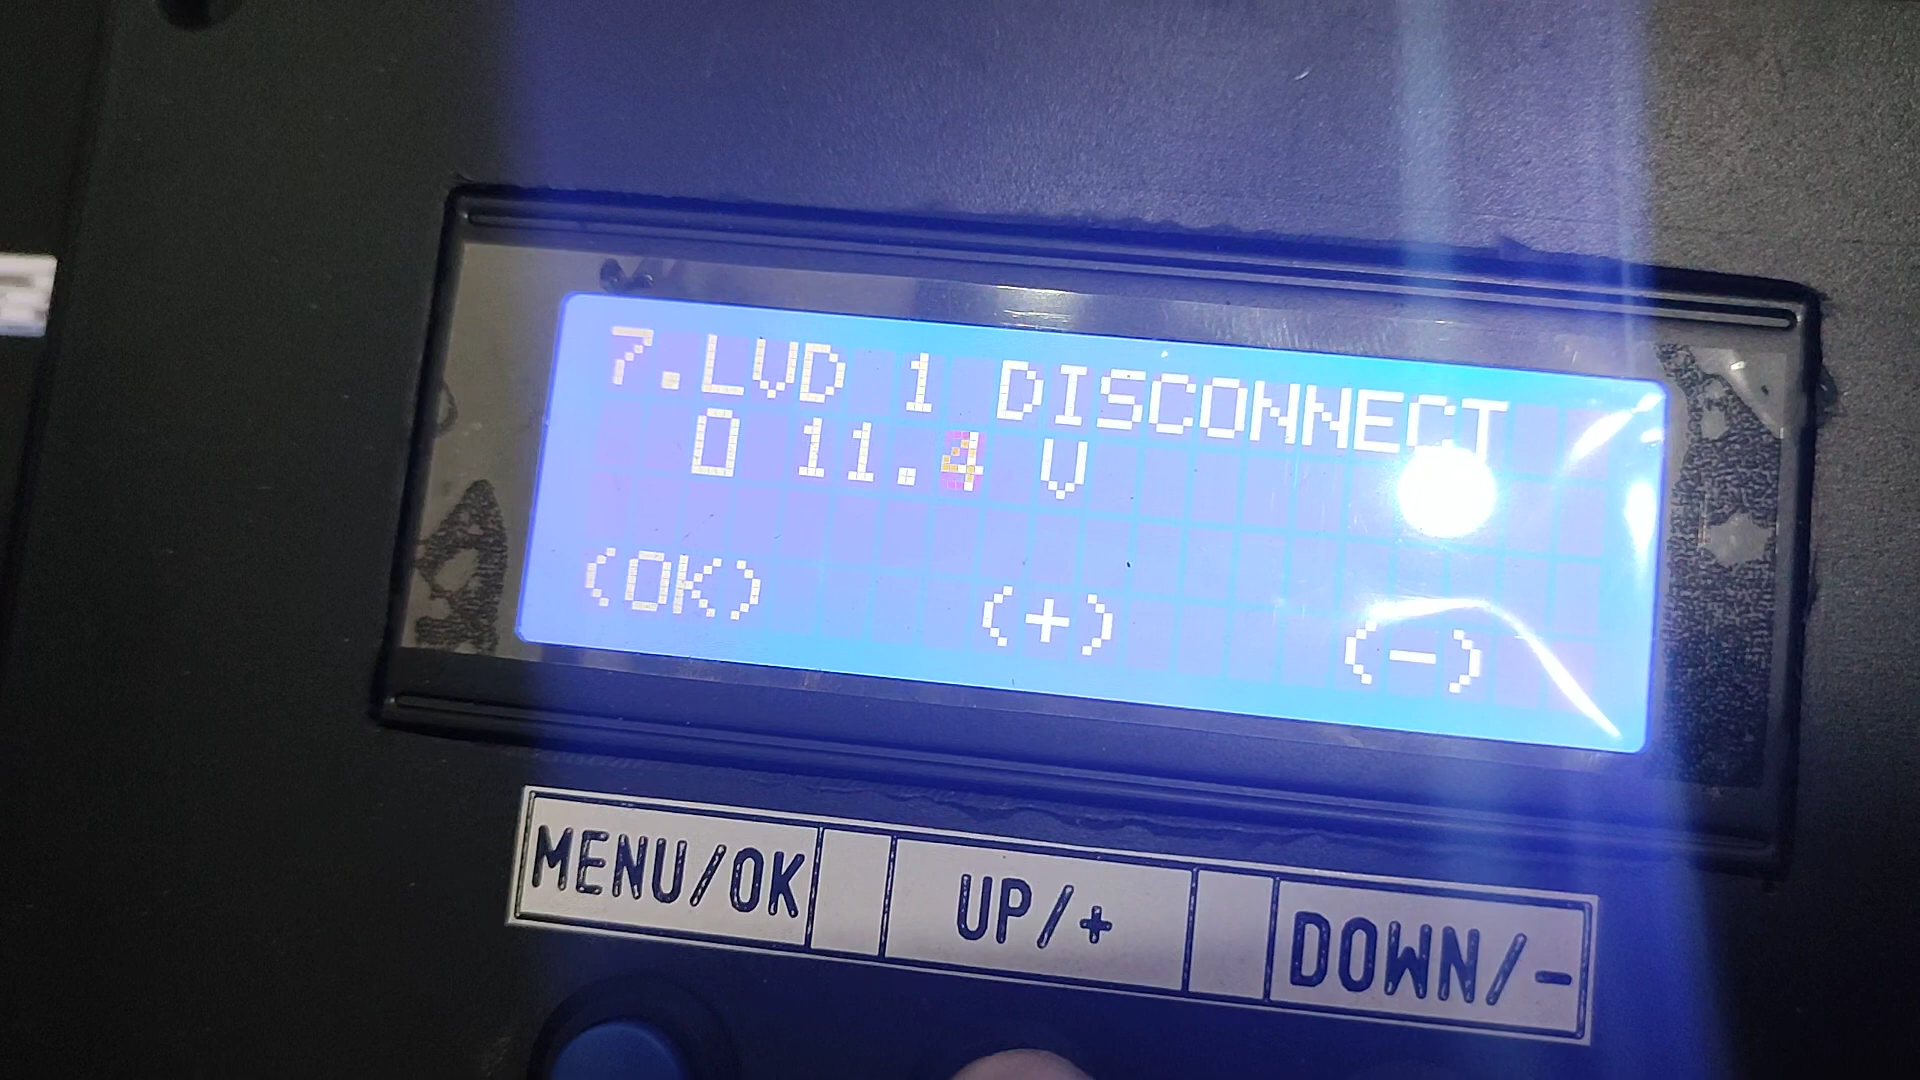 7.LVD 1 DISCONNECT
0 11.4 V
(OK) (+) (-)
MENU/OK UP/+ DOWN/-